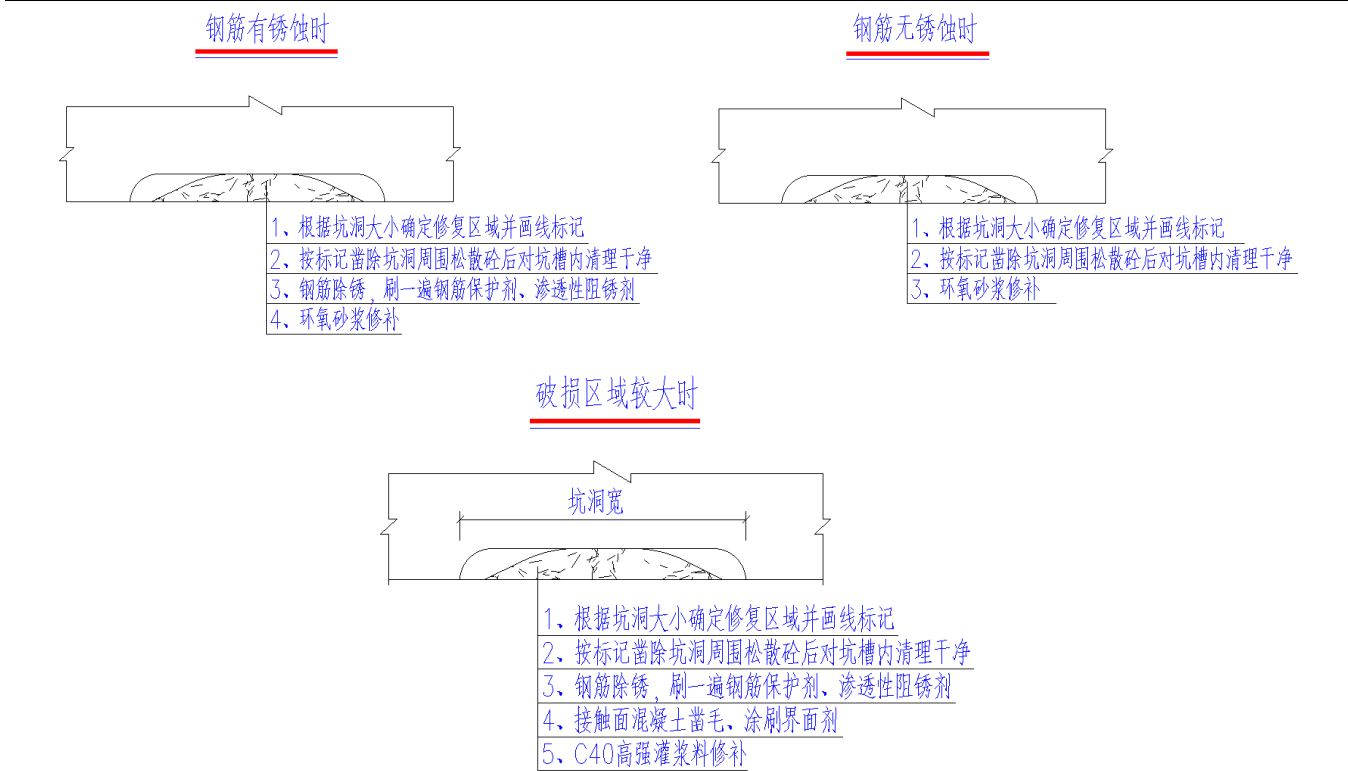 钢筋有锈蚀时
1、根据坑洞大小确定修复区域并画线标记
2、按标记凿除坑洞周围松散砼后对坑槽内清理干净
3、钢筋除锈,刷一遍钢筋保护剂、渗透性阻锈剂
4、环氧砂浆修补
钢筋无锈蚀时
1、根据坑洞大小确定修复区域并画线标记
2、按标记凿除坑洞周围松散砼后对坑槽内清理干净
3、环氧砂浆修补
破损区域较大时
坑洞宽
1、根据坑洞大小确定修复区域并画线标记
2、按标记凿除坑洞周围松散砼后对坑槽内清理干净
3、钢筋除锈,刷一遍钢筋保护剂、渗透性阻锈剂
4、接触面混凝土凿毛、涂刷界面剂
5、C40高强灌浆料修补